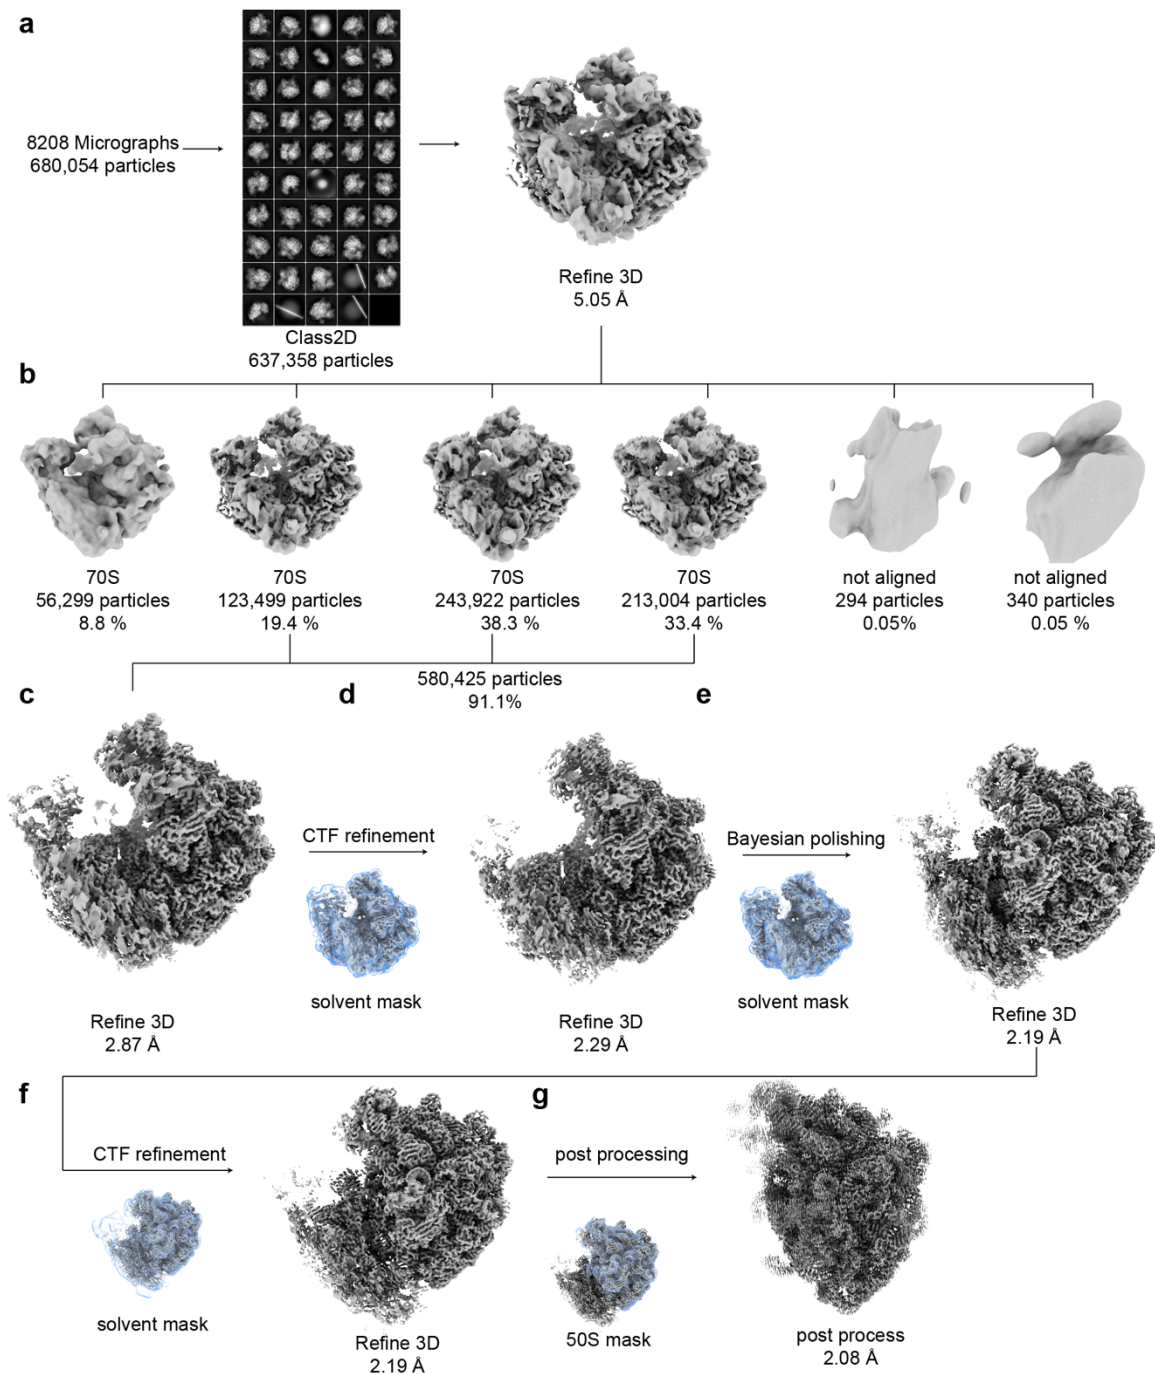 a
8208 Micrographs
680,054 particles
Class2D
637,358 particles
Refine 3D
5.05 Å
b
70S
56,299 particles
8.8 %
70S
123,499 particles
19.4 %
70S
243,922 particles
38.3 %
70S
213,004 particles
33.4 %
not aligned
294 particles
0.05%
not aligned
340 particles
0.05 %
580,425 particles
91.1%
c
Refine 3D
2.87 Å
d
CTF refinement
solvent mask
Refine 3D
2.29 Å
e
Bayesian polishing
solvent mask
Refine 3D
2.19 Å
f
CTF refinement
solvent mask
Refine 3D
2.19 Å
g
post processing
50S mask
post process
2.08 Å